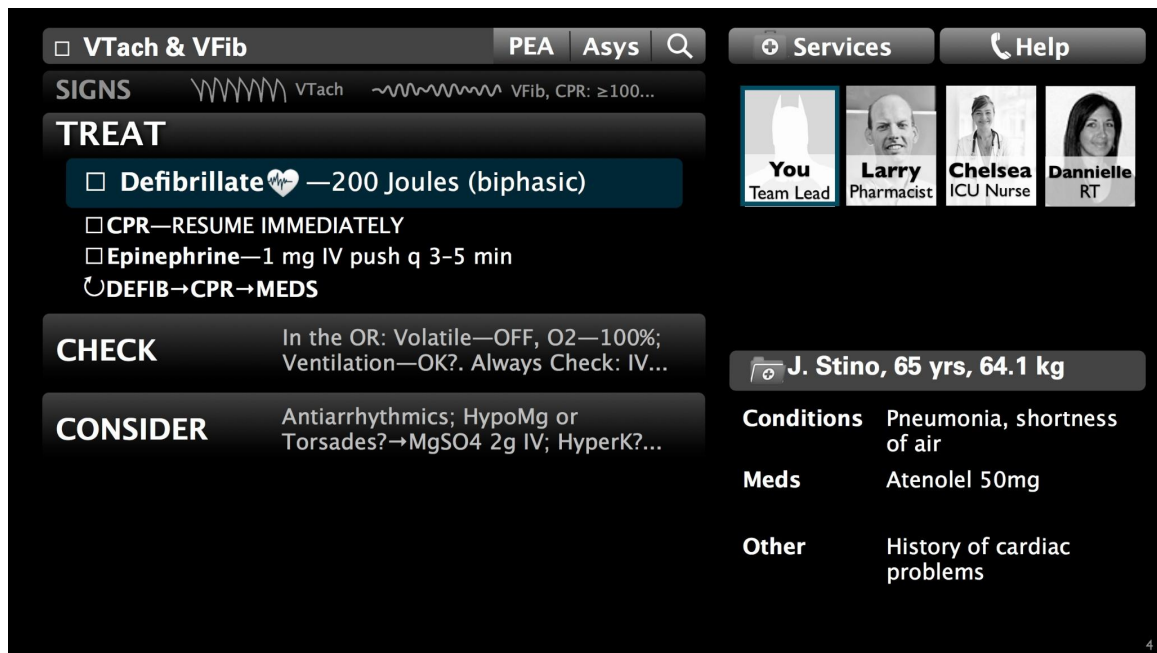 □ VTach & VFib
PEA
Asys
SIGNS
VTach
VFib, CPR: ≥100...
TREAT
□ Defibrillate —200 Joules (biphasic)
□ CPR—RESUME IMMEDIATELY
□ Epinephrine—1 mg IV push q 3–5 min
↻ DEFIB→CPR→MEDS
CHECK
In the OR: Volatile—OFF, O2—100%;
Ventilation—OK?. Always Check: IV...
CONSIDER
Antiarrhythmics; HypoMg or
Torsades?→MgSO4 2g IV; HyperK?...
Services
Help
You
Team Lead
Larry
Pharmacist
Chelsea
ICU Nurse
Dannielle
RT
J. Stino, 65 yrs, 64.1 kg
Conditions
Pneumonia, shortness
of air
Meds
Atenolel 50mg
Other
History of cardiac
problems
4